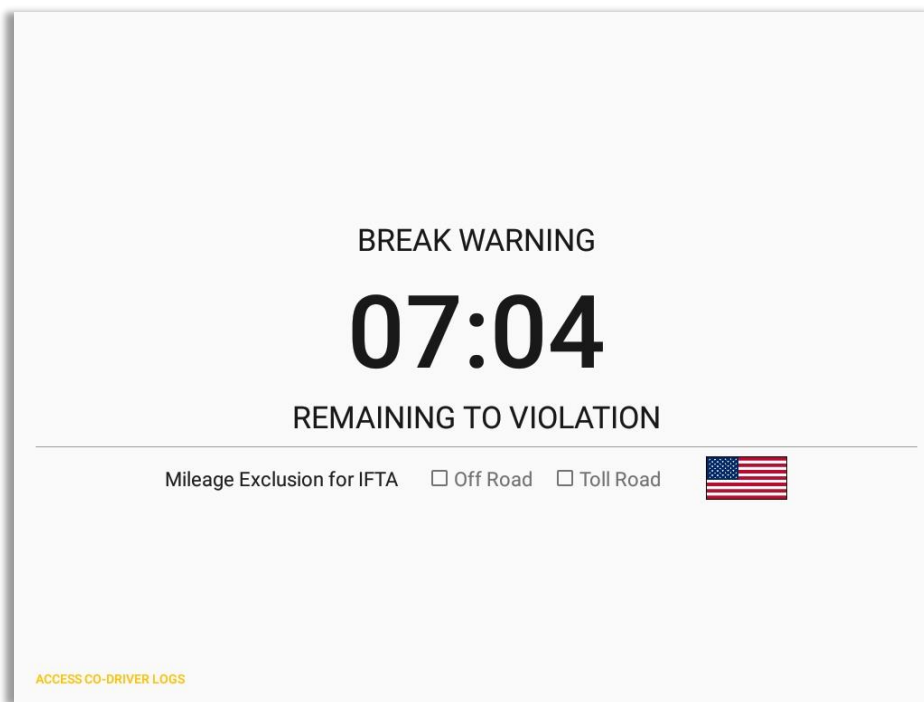 BREAK WARNING
07:04
REMAINING TO VIOLATION
Mileage Exclusion for IFTA Off Road Toll Road
ACCESS CO-DRIVER LOGS